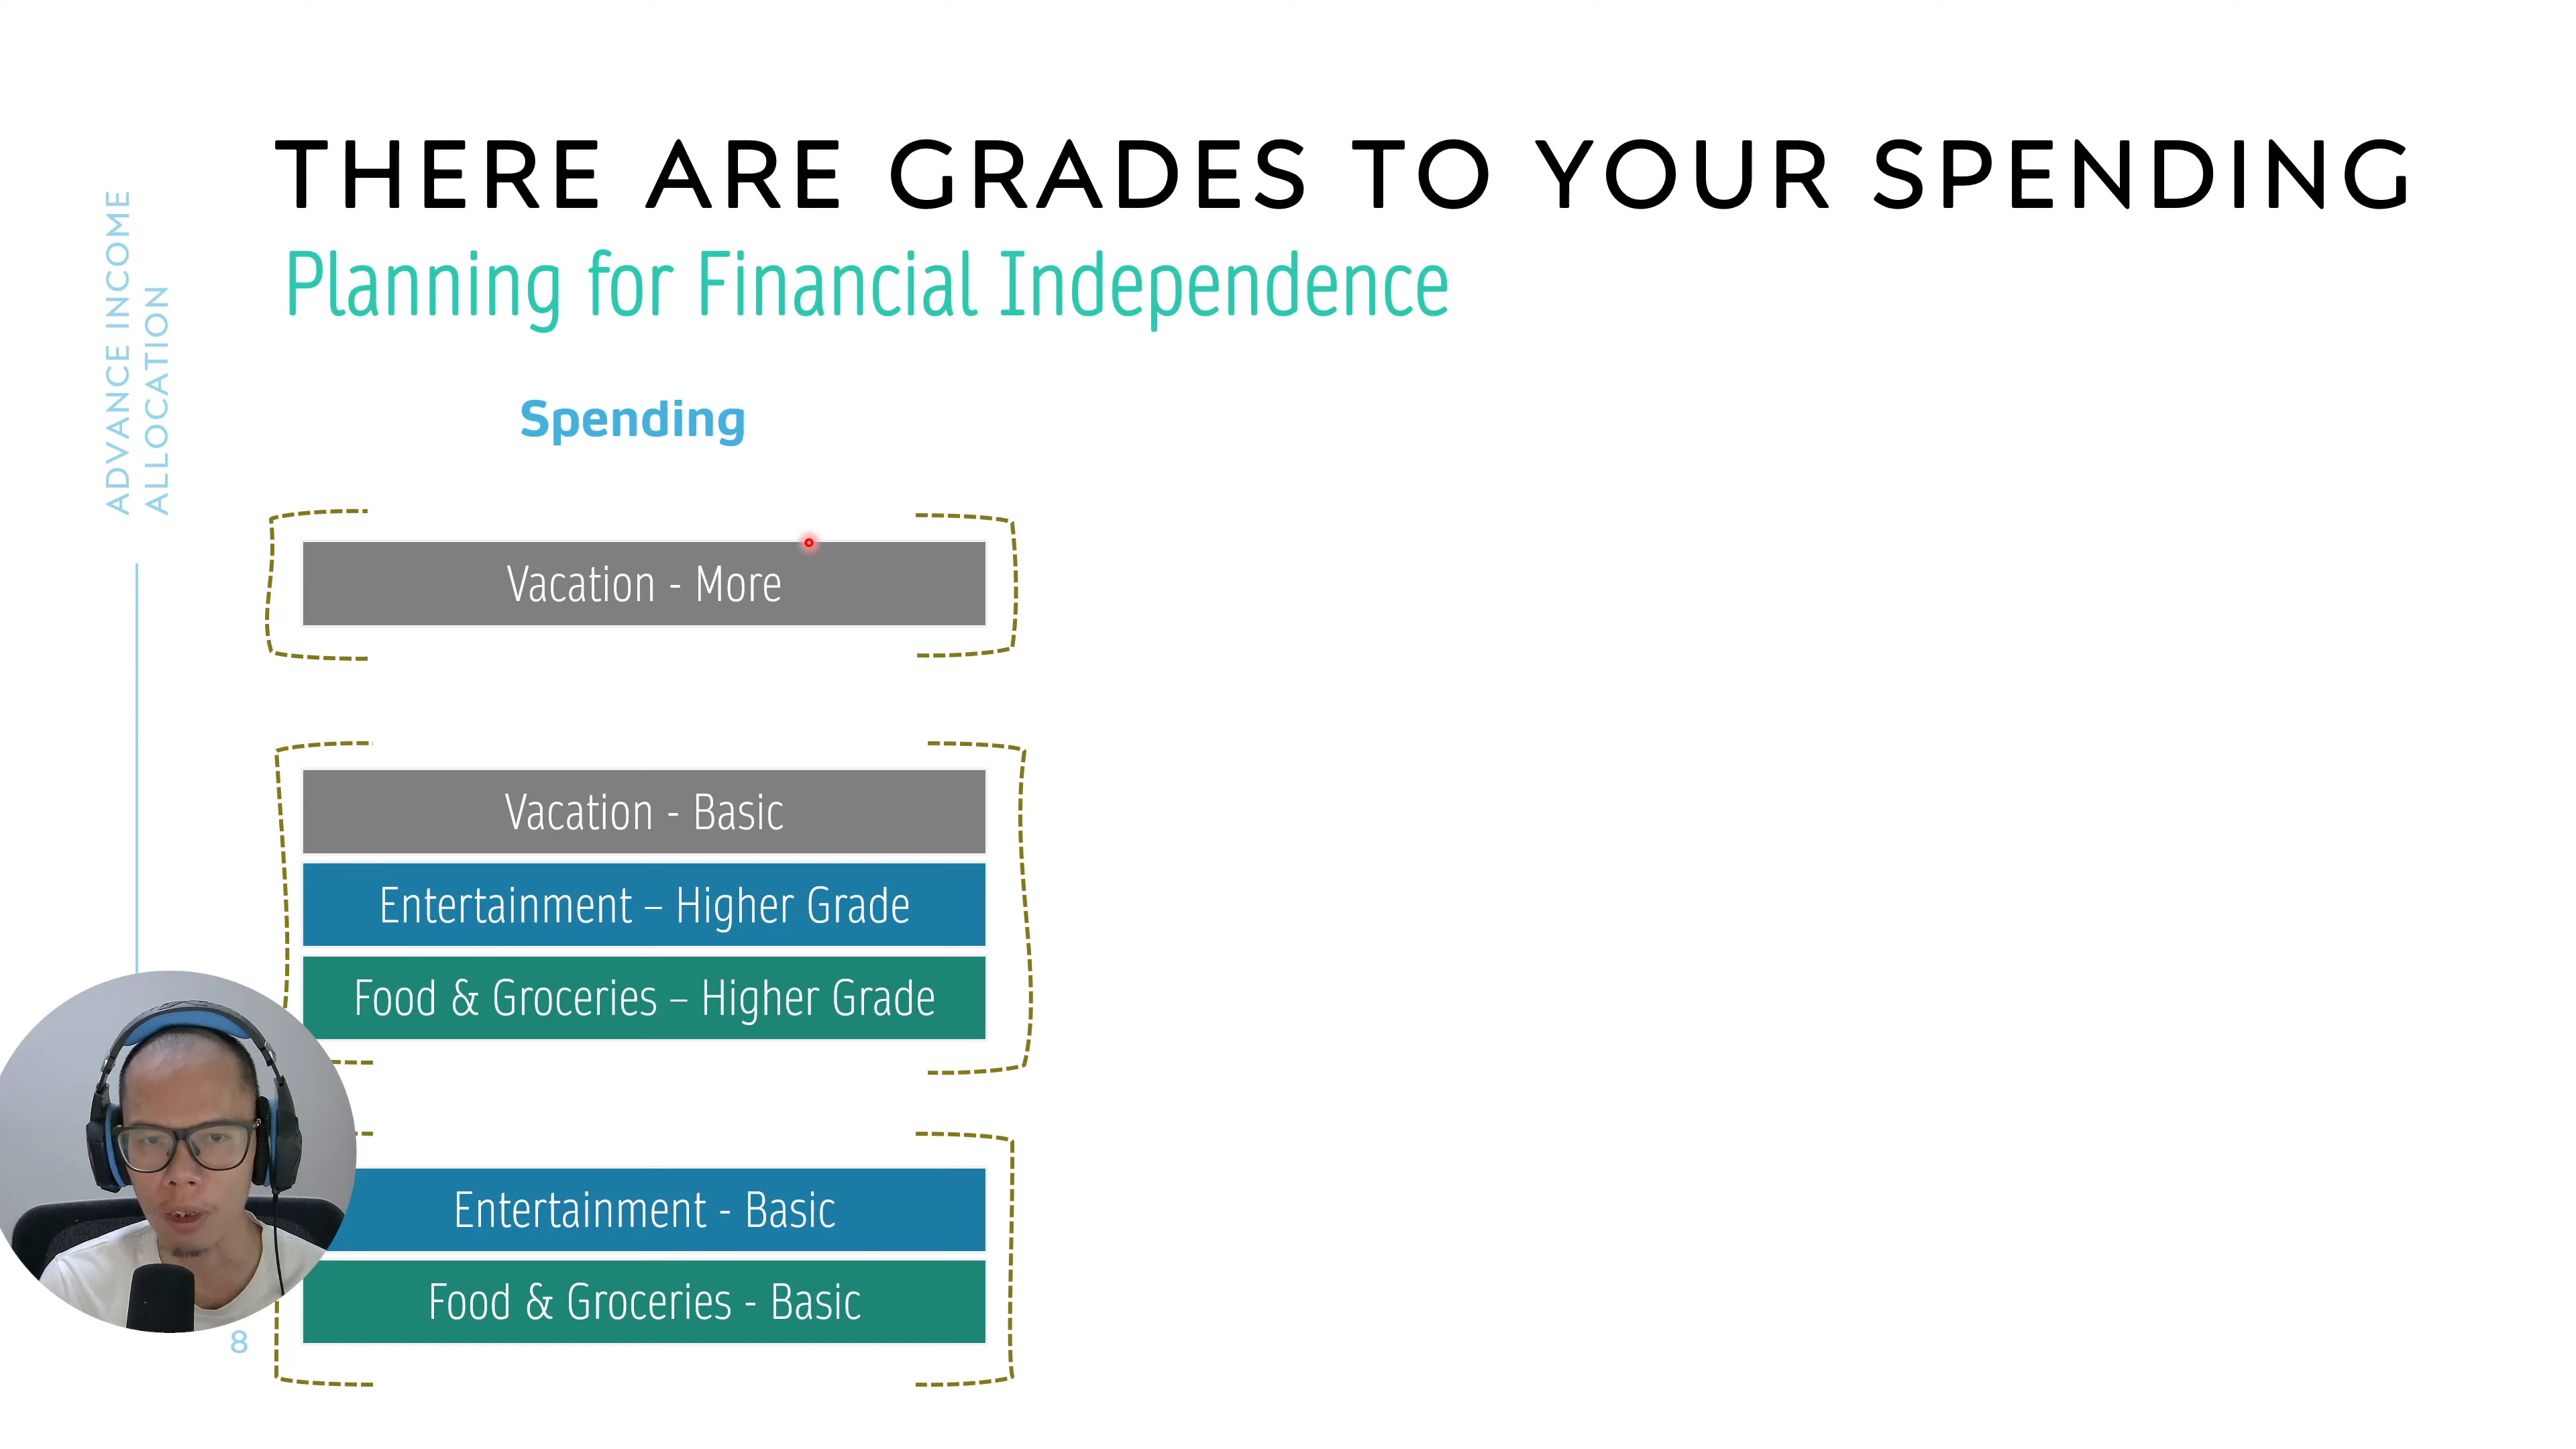 THERE ARE GRADES TO YOUR SPENDING
Planning for Financial Independence
ADVANCE INCOME
ALLOCATION
Spending
Vacation - More
Vacation - Basic
Entertainment – Higher Grade
Food & Groceries – Higher Grade
Entertainment - Basic
Food & Groceries - Basic
8